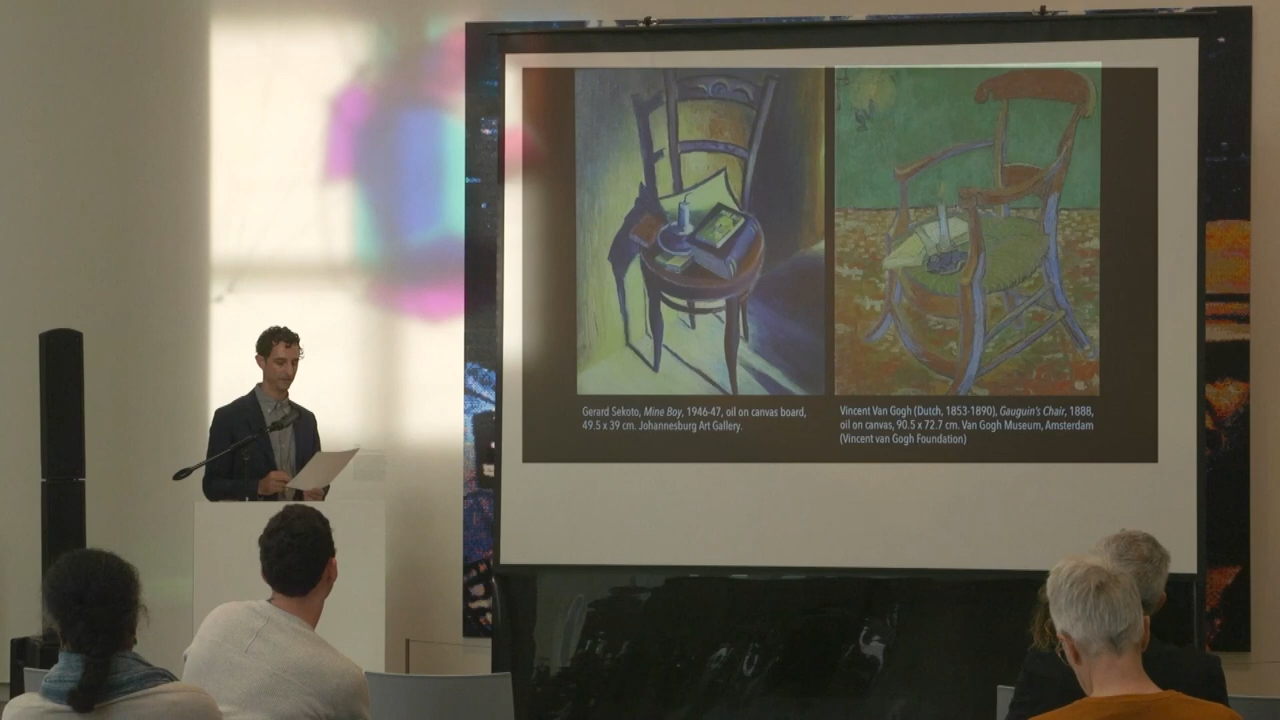 Gerard Sekoto, Mine Boy, 1946-47, oil on canvas board,
49.5 x 39 cm. Johannesburg Art Gallery.
Vincent Van Gogh (Dutch, 1853-1890), Gauguin's Chair, 1888,
oil on canvas, 90.5 x 72.7 cm. Van Gogh Museum, Amsterdam
(Vincent van Gogh Foundation)